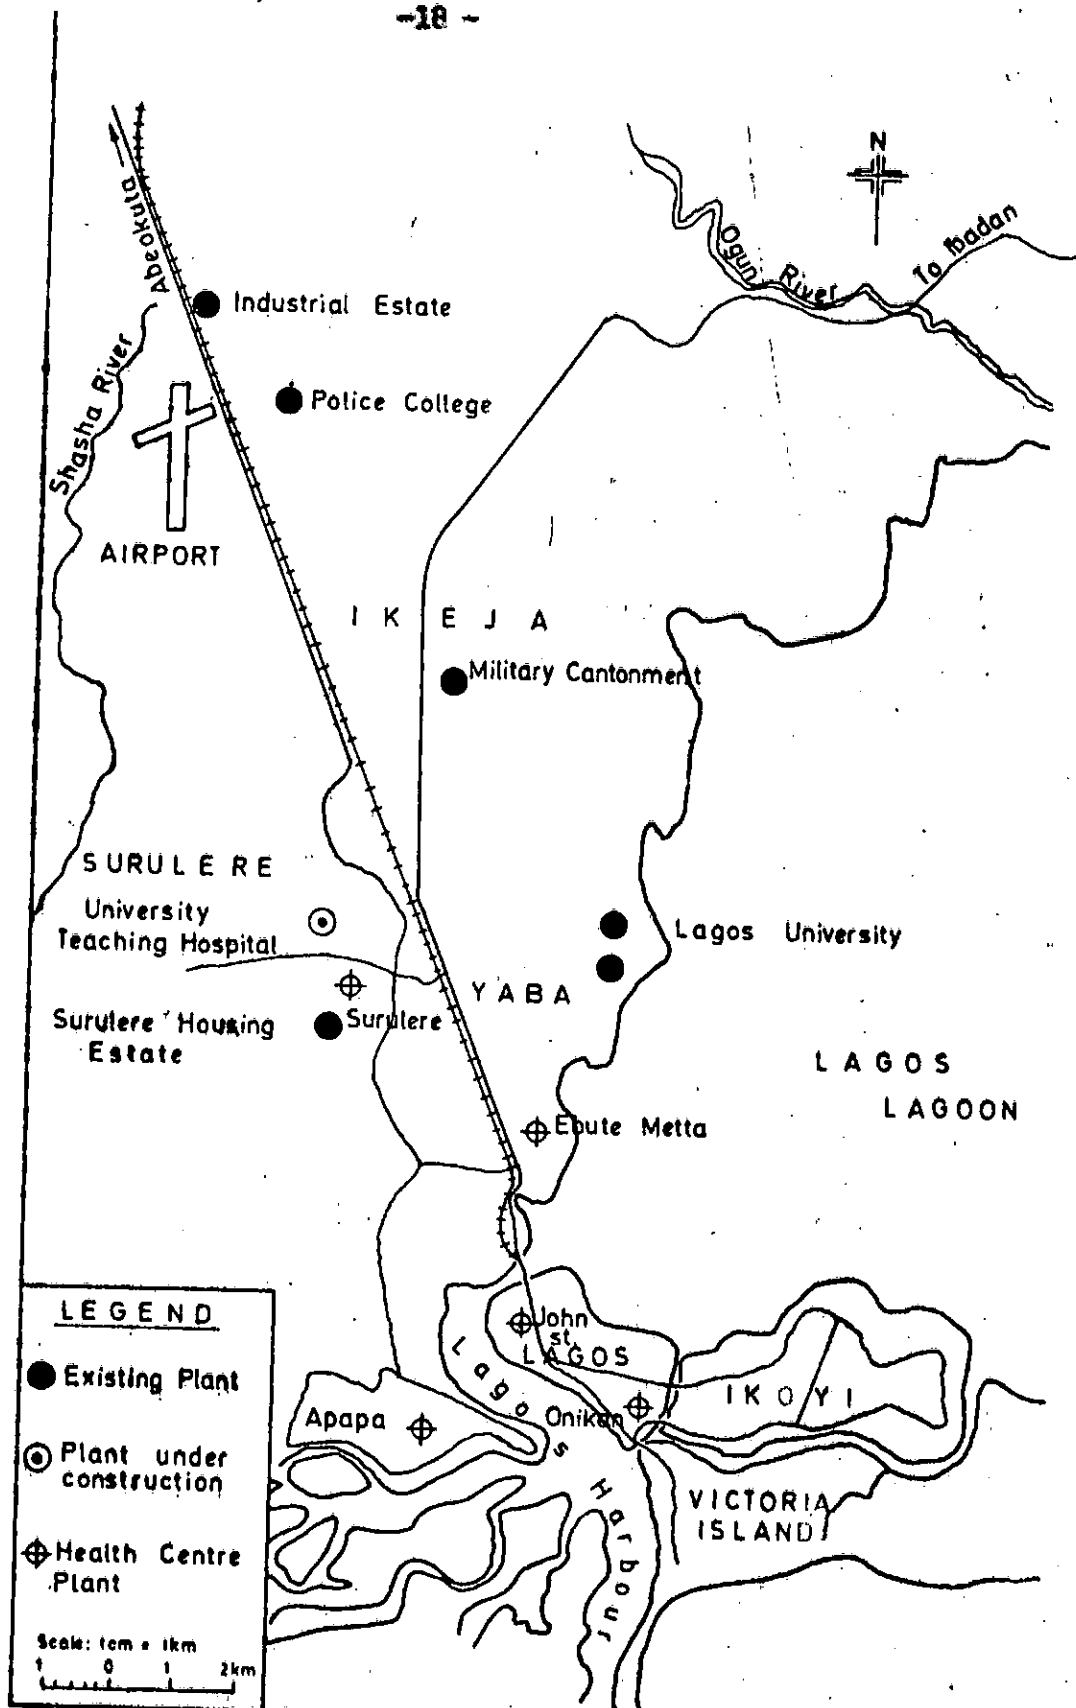 -18-
N
Abeokuta
Ogun River
To Ibadan
Industrial Estate
Shasha River
Police College
AIRPORT
IKEJA
Military Cantonment
SURULERE
University
Teaching Hospital
Lagos University
YABA
Surulere Housing
Estate
Surulere
LAGOS
LAGOON
Ebute Metta
LEGEND
Existing Plant
Plant under
construction
Health Centre
Plant
Scale: 1cm = 1km
1 0 1 2km
John
st.
LAGOS
Lagos Harbour
IKOYI
Onikan
Apapa
VICTORIA
ISLAND